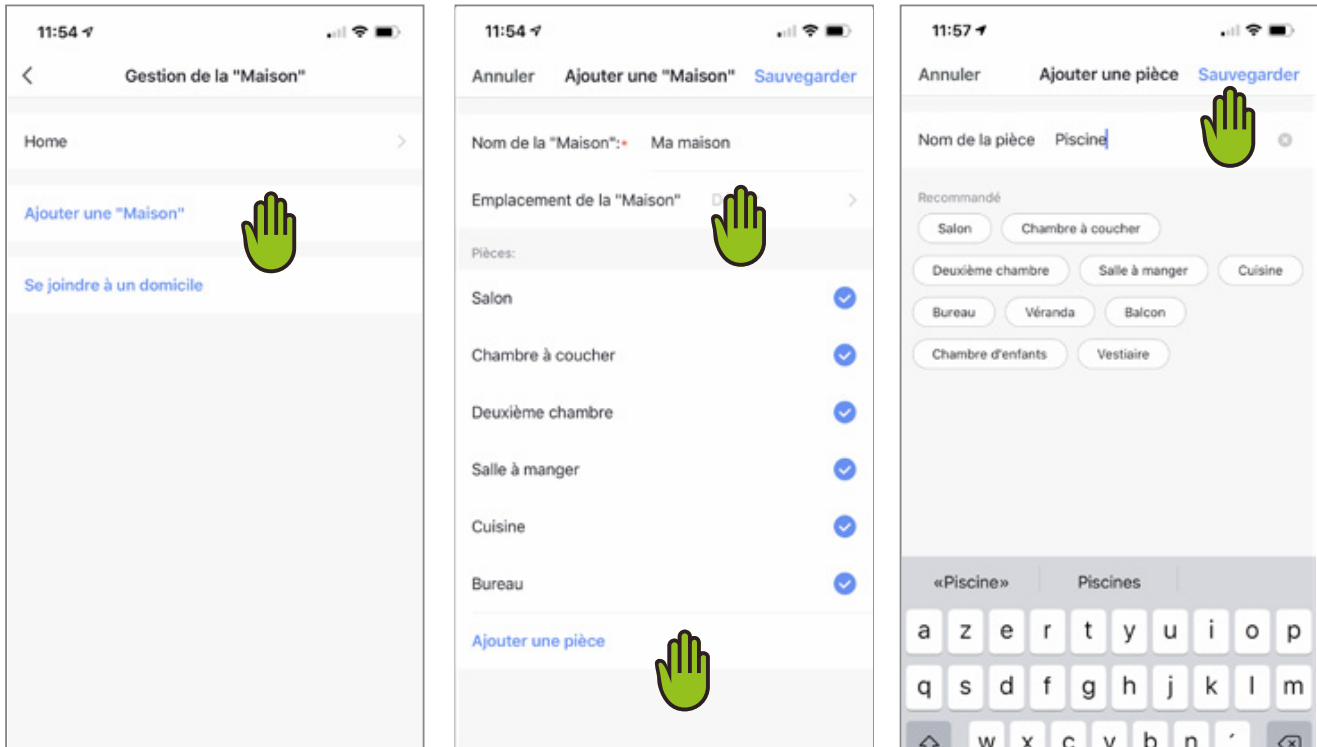 11:54
Gestion de la "Maison"
Home
Ajouter une "Maison"
Se joindre à un domicile
11:54
Annuler Ajouter une "Maison" Sauvegarder
Nom de la "Maison":* Ma maison
Emplacement de la "Maison"
Pièces:
Salon
Chambre à coucher
Deuxième chambre
Salle à manger
Cuisine
Bureau
Ajouter une pièce
11:57
Annuler Ajouter une pièce Sauvegarder
Nom de la pièce Piscine
Recommandé
Salon Chambre à coucher
Deuxième chambre Salle à manger Cuisine
Bureau Véranda Balcon
Chambre d'enfants Vestiaire
«Piscine» Piscines
a z e r t y u i o p
q s d f g h j k l m
w x c v b n ´